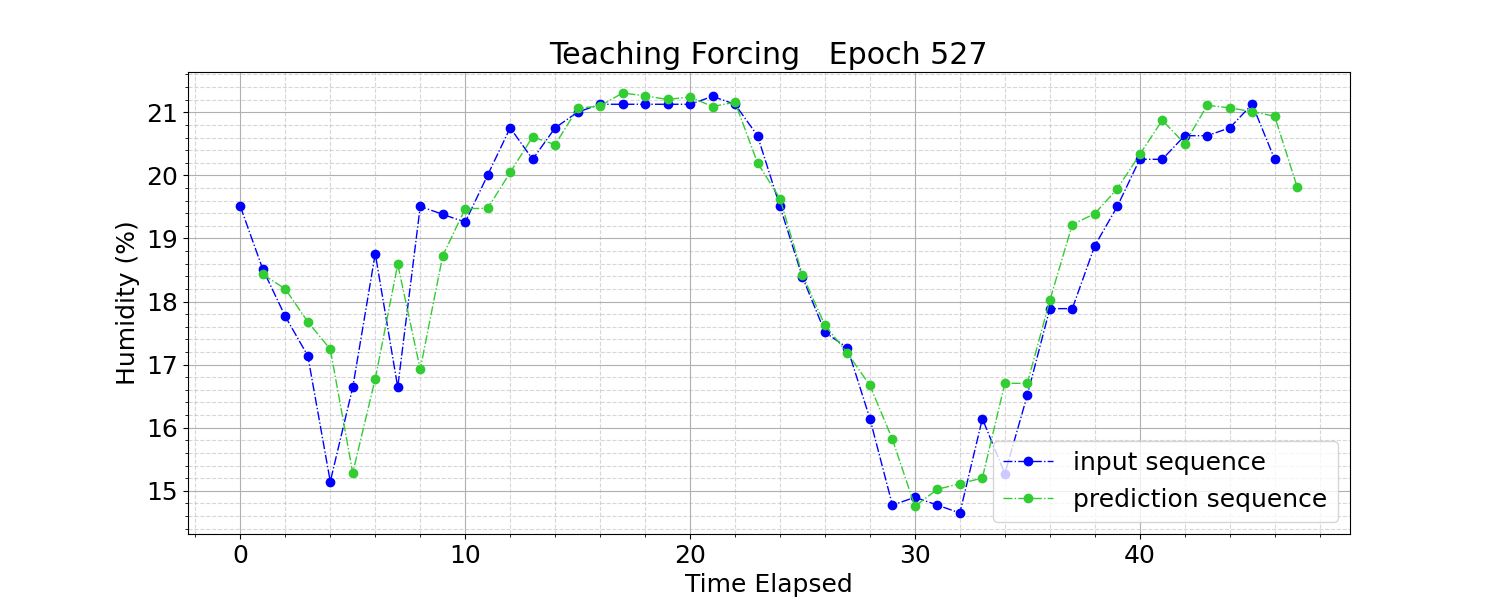 Teaching Forcing   Epoch 527
Humidity (%)
21
20
19
18
17
16
15
input sequence
prediction sequence
0 10 20 30 40
Time Elapsed